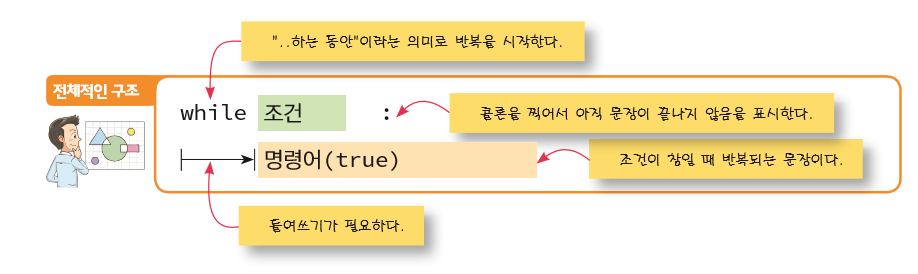 "..하는 동안"이라는 의미로 반복을 시작한다.
전체적인 구조
while 조건 :
콜론을 찍어서 아직 문장이 끝나지 않음을 표시한다.
명령어(true)
조건이 참일 때 반복되는 문장이다.
들여쓰기가 필요하다.